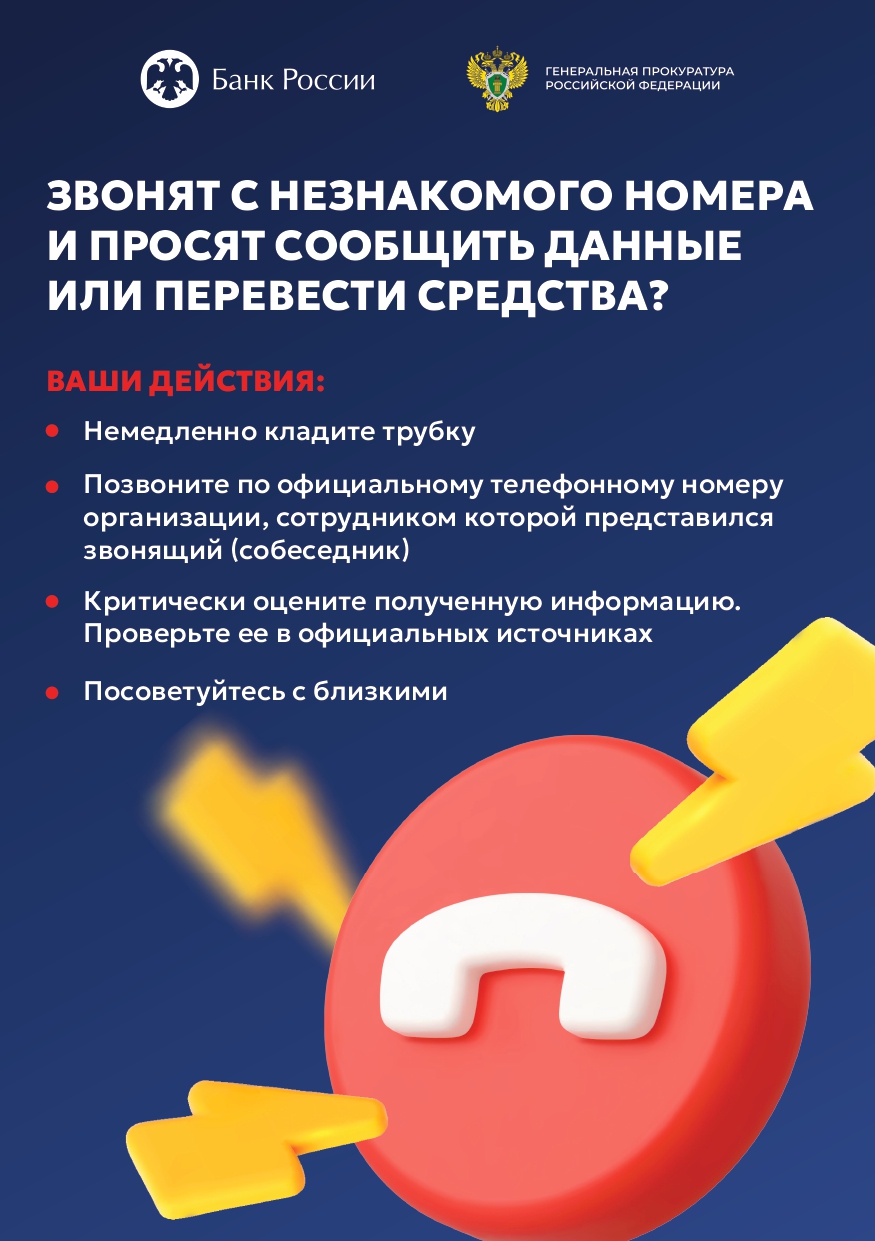 Банк России
ГЕНЕРАЛЬНАЯ ПРОКУРАТУРА
РОССИЙСКОЙ ФЕДЕРАЦИИ
ЗВОНЯТ С НЕЗНАКОМОГО НОМЕРА
И ПРОСЯТ СООБЩИТЬ ДАННЫЕ
ИЛИ ПЕРЕВЕСТИ СРЕДСТВА?
ВАШИ ДЕЙСТВИЯ:
• Немедленно кладите трубку
• Позвоните по официальному телефонному номеру
организации, сотрудником которой представился
звонящий (собеседник)
• Критически оцените полученную информацию.
Проверьте ее в официальных источниках
• Посоветуйтесь с близкими